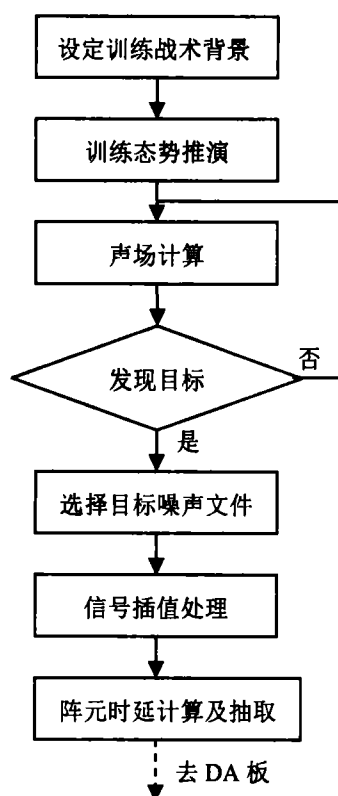 设定训练战术背景
训练态势推演
声场计算
发现目标
否
是
选择目标噪声文件
信号插值处理
阵元时延计算及抽取
去 DA 板